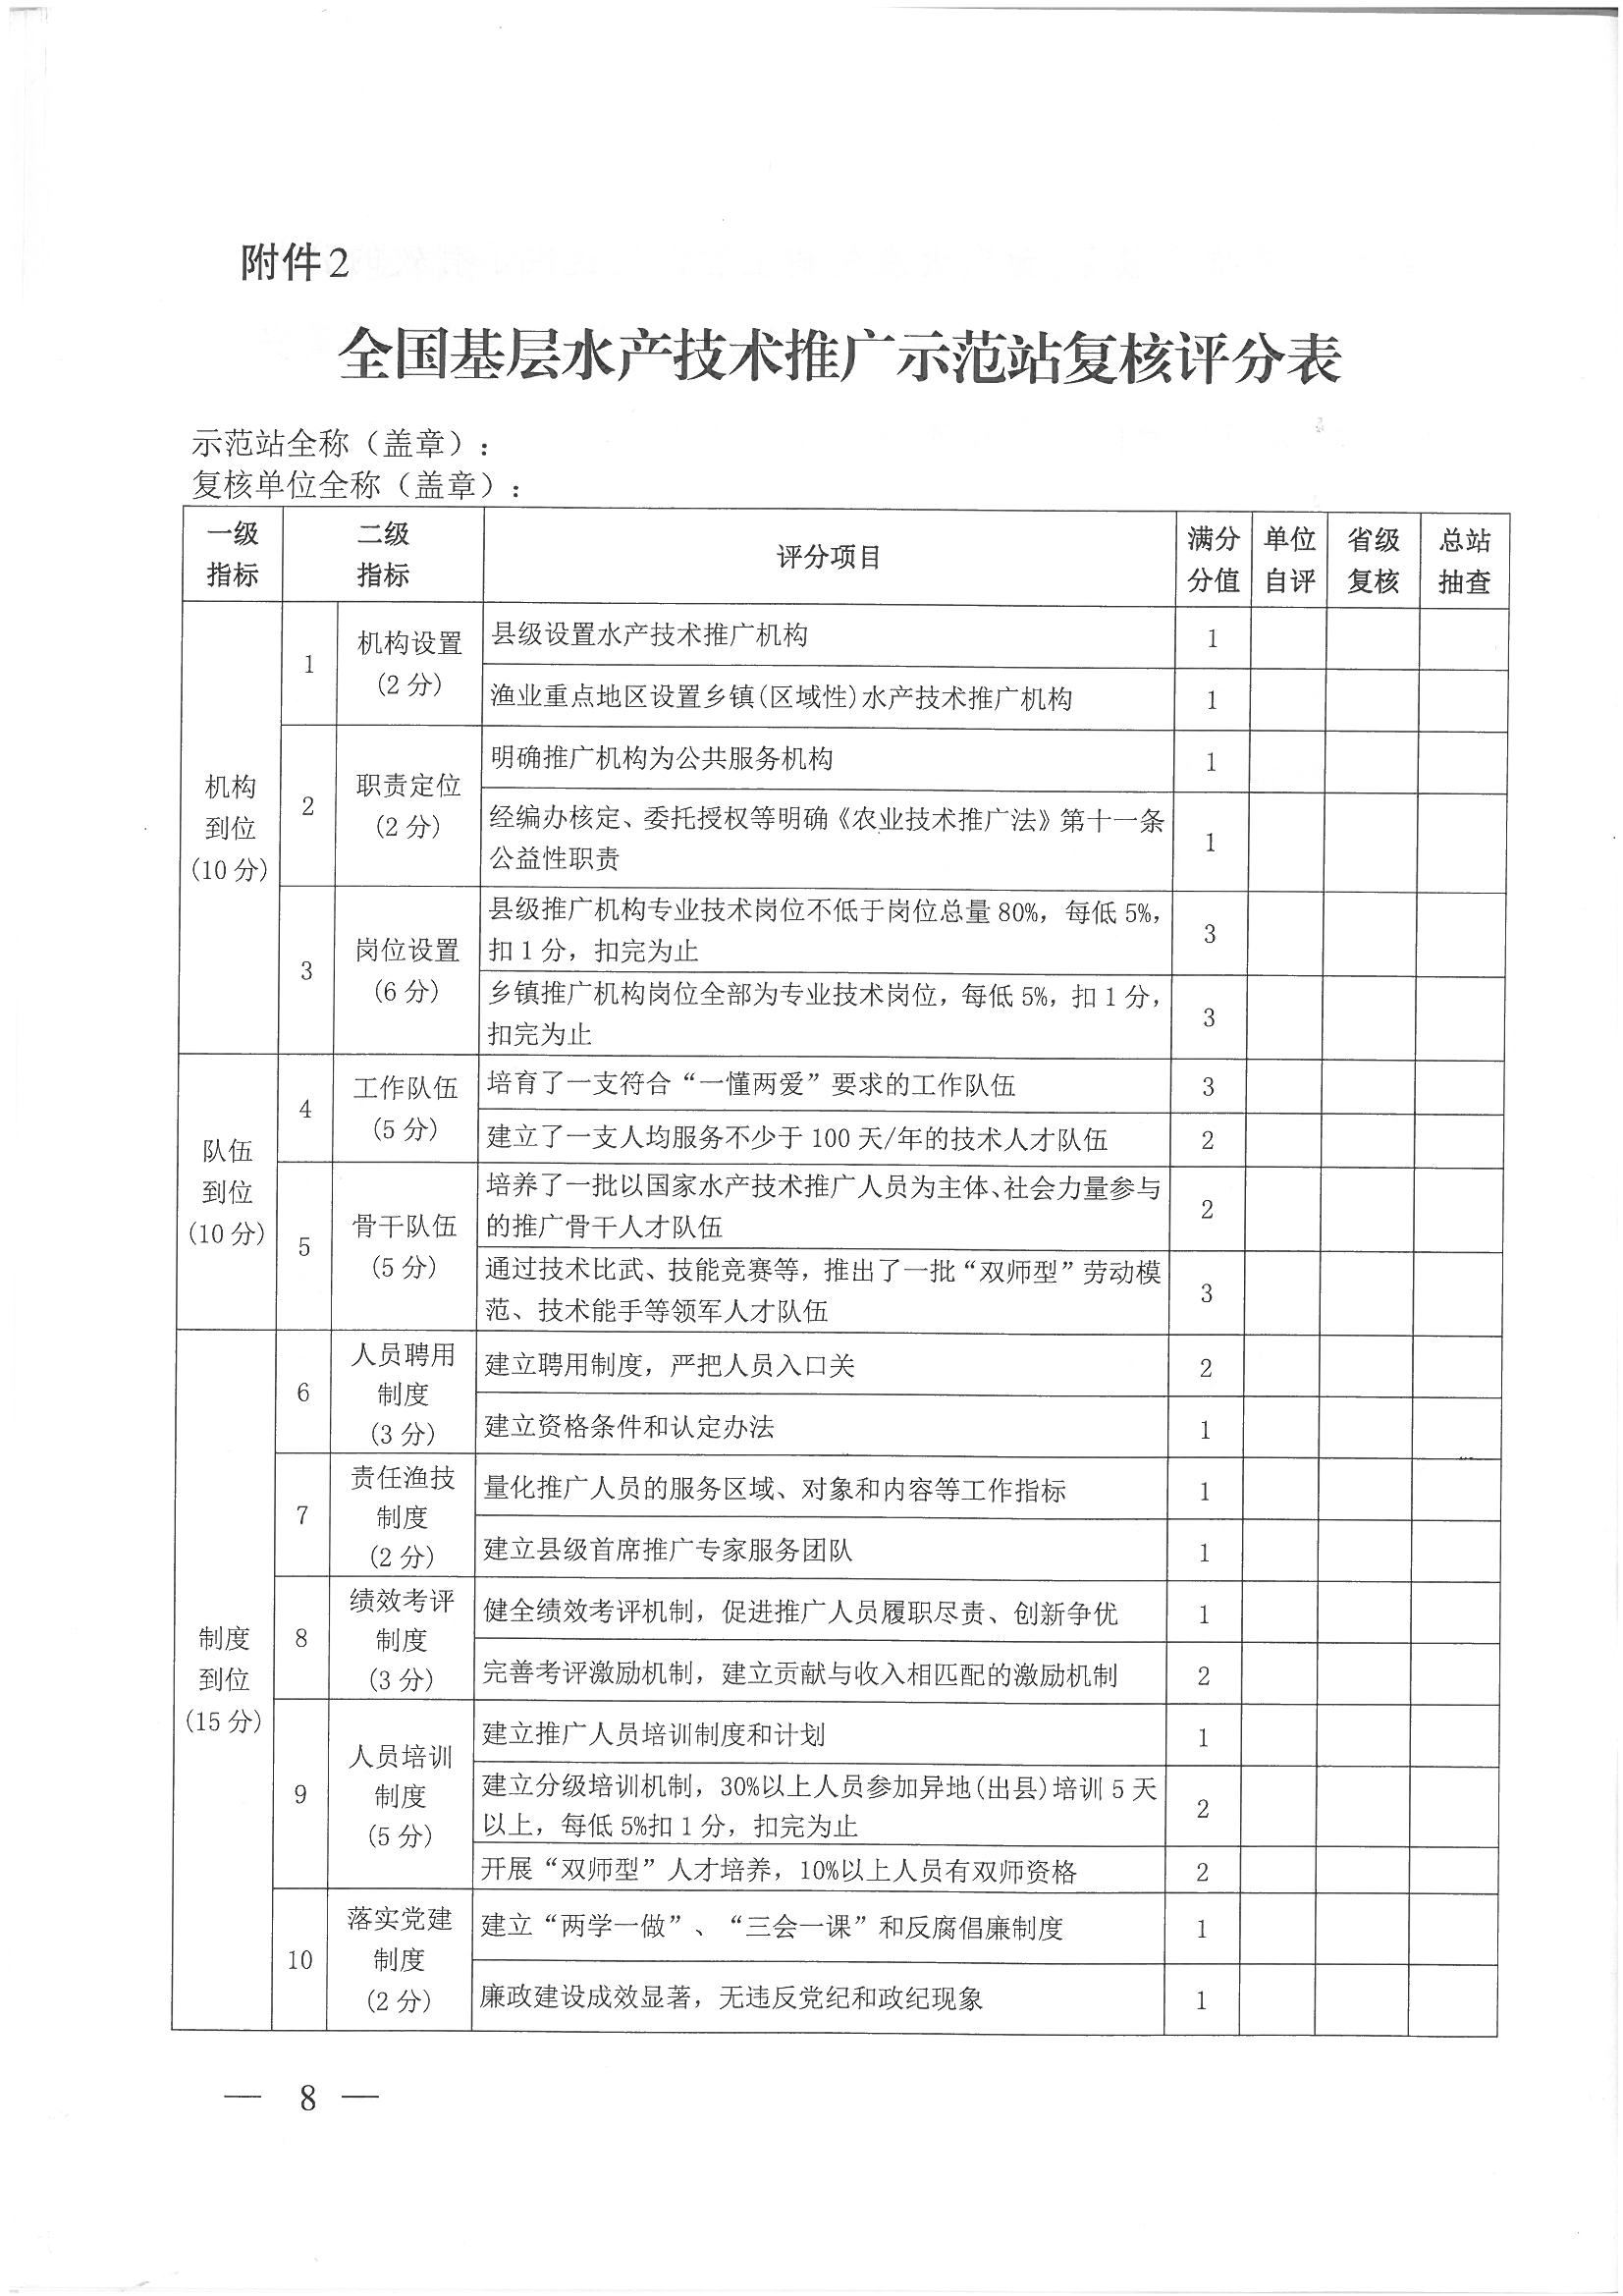 附件2
全国基层水产技术推广示范站复核评分表
示范站全称（盖章）：
复核单位全称（盖章）：
一级
指标
二级
指标
评分项目
满分
分值
单位
自评
省级
复核
总站
抽查
机构
到位
(10分)
1
机构设置
(2分)
县级设置水产技术推广机构
1
渔业重点地区设置乡镇(区域性)水产技术推广机构
1
2
职责定位
(2分)
明确推广机构为公共服务机构
1
经编办核定、委托授权等明确《农业技术推广法》第十一条
公益性职责
1
3
岗位设置
(6分)
县级推广机构专业技术岗位不低于岗位总量80%，每低5%，
扣1分，扣完为止
3
乡镇推广机构岗位全部为专业技术岗位，每低5%，扣1分，
扣完为止
3
队伍
到位
(10分)
4
工作队伍
(5分)
培育了一支符合“一懂两爱”要求的工作队伍
3
建立了一支人均服务不少于100天/年的技术人才队伍
2
5
骨干队伍
(5分)
培养了一批以国家水产技术推广人员为主体、社会力量参与
的推广骨干人才队伍
2
通过技术比武、技能竞赛等，推出了一批“双师型”劳动模
范、技术能手等领军人才队伍
3
制度
到位
(15分)
6
人员聘用
制度
(3分)
建立聘用制度，严把人员入口关
2
建立资格条件和认定办法
1
7
责任渔技
制度
(2分)
量化推广人员的服务区域、对象和内容等工作指标
1
建立县级首席推广专家服务团队
1
8
绩效考评
制度
(3分)
健全绩效考评机制，促进推广人员履职尽责、创新争优
1
完善考评激励机制，建立贡献与收入相匹配的激励机制
2
9
人员培训
制度
(5分)
建立推广人员培训制度和计划
1
建立分级培训机制，30%以上人员参加异地(出县)培训5天
以上，每低5%扣1分，扣完为止
2
开展“双师型”人才培养，10%以上人员有双师资格
2
10
落实党建
制度
(2分)
建立“两学一做”、“三会一课”和反腐倡廉制度
1
廉政建设成效显著，无违反党纪和政纪现象
1
— 8 —